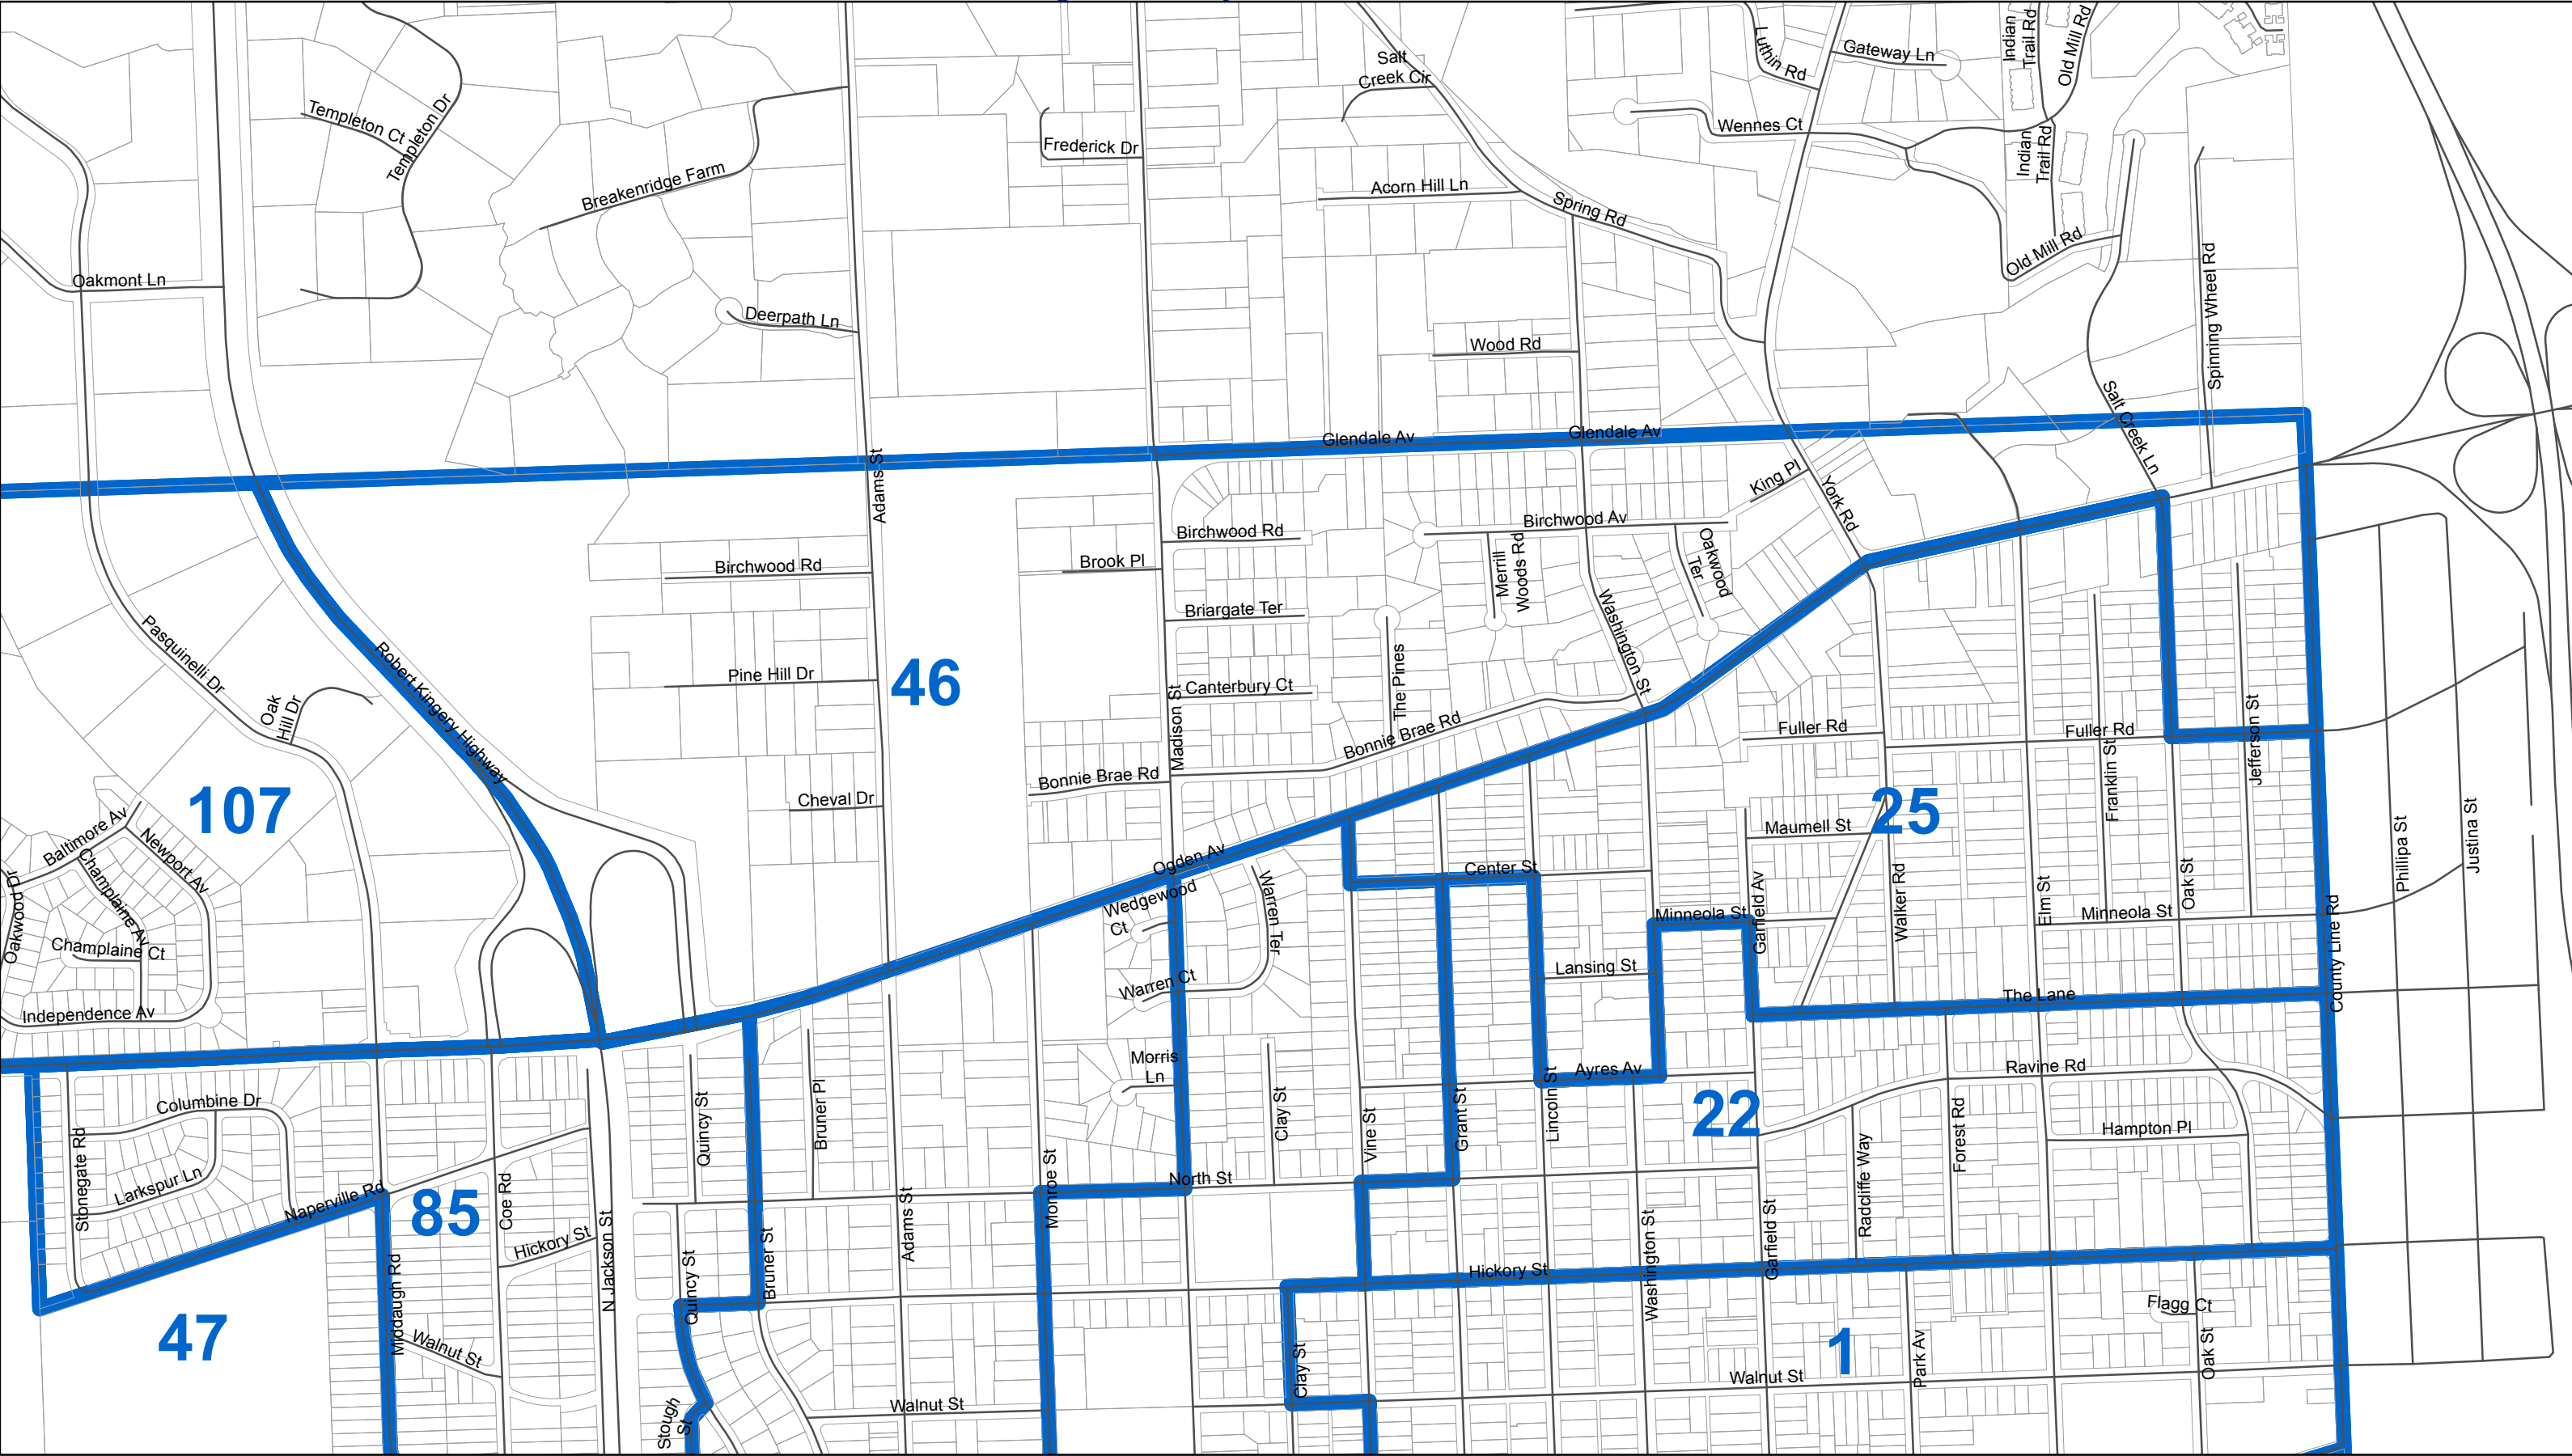 Salt
Creek Cir
Luthin Rd
Gateway Ln
Indian
Trail Rd
Old Mill Rd
Templeton Ct
Templeton Dr
Frederick Dr
Wennes Ct
Indian
Trail Rd
Breakenridge Farm
Acorn Hill Ln
Spring Rd
Old Mill Rd
Oakmont Ln
Deerpath Ln
Wood Rd
Spinning Wheel Rd
Salt Creek Ln
Glendale Av
Glendale Av
Adams St
King Pl
York Rd
Birchwood Rd
Birchwood Av
Birchwood Rd
Brook Pl
Merrill
Woods Rd
Oakwood
Ter
Briargate Ter
Washington St
Pasquinelli Dr
Robert Kingery Highway
Oak
Hill Dr
Pine Hill Dr
46
Madison St
Canterbury Ct
The Pines
Bonnie Brae Rd
Fuller Rd
Fuller Rd
Franklin St
Jefferson St
107
Bonnie Brae Rd
Cheval Dr
25
Maumell St
Phillipa St
Justina St
Baltimore Av
Newport Av
Champlaine Av
Ogden Av
Center St
Wedgewood
Ct
Warren Ter
Oakwood Dr
Champlaine Ct
Garfield Av
Walker Rd
Elm St
Oak St
Minneola St
Minneola St
County Line Rd
Lansing St
Warren Ct
The Lane
Independence Av
Morris
Ln
Ayres Av
Ravine Rd
Columbine Dr
Stonegate Rd
Quincy St
Bruner Pl
Clay St
Vine St
Grant St
Lincoln St
22
Forest Rd
Hampton Pl
Larkspur Ln
Naperville Rd
85
Coe Rd
Monroe St
North St
Radcliffe Way
Hickory St
N Jackson St
Quincy St
Bruner St
Adams St
Washington St
Garfield St
Hickory St
47
Middaugh Rd
Walnut St
Stough
St
Walnut St
Clay St
Walnut St
1
Park Av
Flagg Ct
Oak St